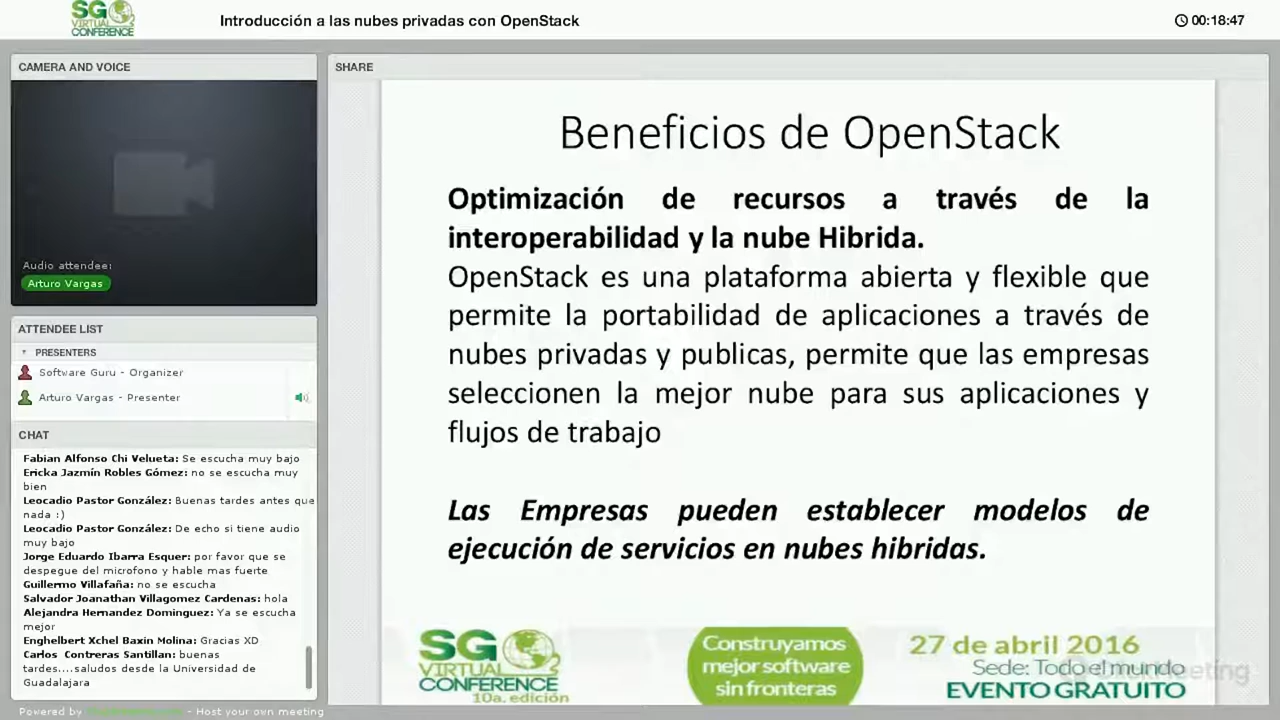 SG
VIRTUAL
CONFERENCE
Introducción a las nubes privadas con OpenStack
00:18:47
CAMERA AND VOICE
Audio attendee:
Arturo Vargas
ATTENDEE LIST
PRESENTERS
Software Guru - Organizer
Arturo Vargas - Presenter
CHAT
Fabian Alfonso Chi Velueta: Se escucha muy bajo
Ericka Jazmín Robles Gómez: no se escucha muy
bien
Leocadio Pastor González: Buenas tardes antes que
nada :)
Leocadio Pastor González: De echo si tiene audio
muy bajo
Jorge Eduardo Ibarra Esquer: por favor que se
despegue del microfono y hable mas fuerte
Guillermo Villafaña: no se escucha
Salvador Joanathan Villagomez Cardenas: hola
Alejandra Hernandez Dominguez: Ya se escucha
mejor
Enghelbert Xchel Baxin Molina: Gracias XD
Carlos Contreras Santillan: buenas
tardes....saludos desde la Universidad de
Guadalajara
Powered by
- Host your own meeting
SHARE
Beneficios de OpenStack
Optimización de recursos a través de la
interoperabilidad y la nube Hibrida.
OpenStack es una plataforma abierta y flexible que
permite la portabilidad de aplicaciones a través de
nubes privadas y publicas, permite que las empresas
seleccionen la mejor nube para sus aplicaciones y
flujos de trabajo
Las Empresas pueden establecer modelos de
ejecución de servicios en nubes hibridas.
SG
VIRTUAL
CONFERENCE
10a. edición
Construyamos
mejor software
sin fronteras
27 de abril 2016
Sede: Todo el mundo
EVENTO GRATUITO